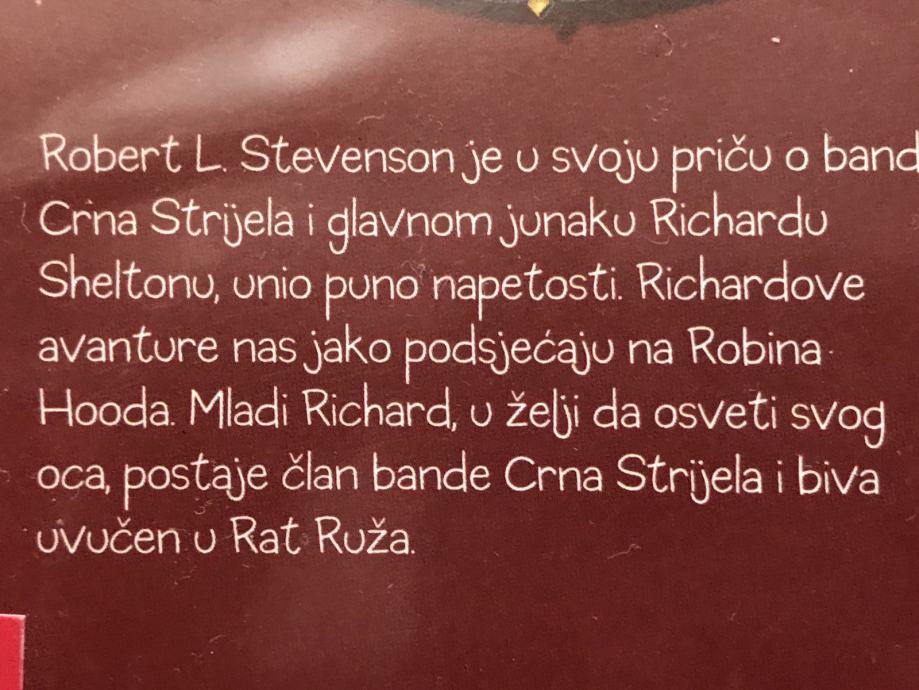 Robert L. Stevenson je u svoju priču o band
Crna Strijela i glavnom junaku Richardu
Sheltonu, unio puno napetosti. Richardove
avanture nas jako podsjećaju na Robina
Hooda. Mladi Richard, u želji da osveti svog
oca, postaje član bande Crna Strijela i biva
uvučen u Rat Ruža.